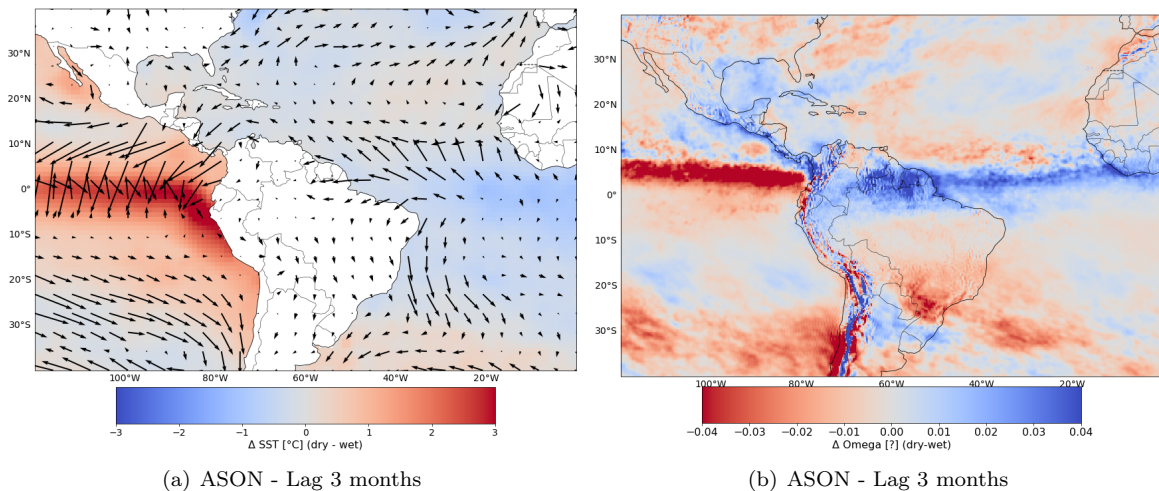 40°N
30°N
20°N
10°N
0°
10°S
20°S
30°S
100°W
80°W
60°W
40°W
20°W
−3
−2
−1
0
1
2
3
Δ SST [°C] (dry - wet)
(a) ASON - Lag 3 months
30°N
20°N
10°N
0°
10°S
20°S
30°S
100°W
80°W
60°W
40°W
20°W
−0.04
−0.03
−0.02
−0.01
0.00
0.01
0.02
0.03
0.04
Δ Omega [?] (dry-wet)
(b) ASON - Lag 3 months